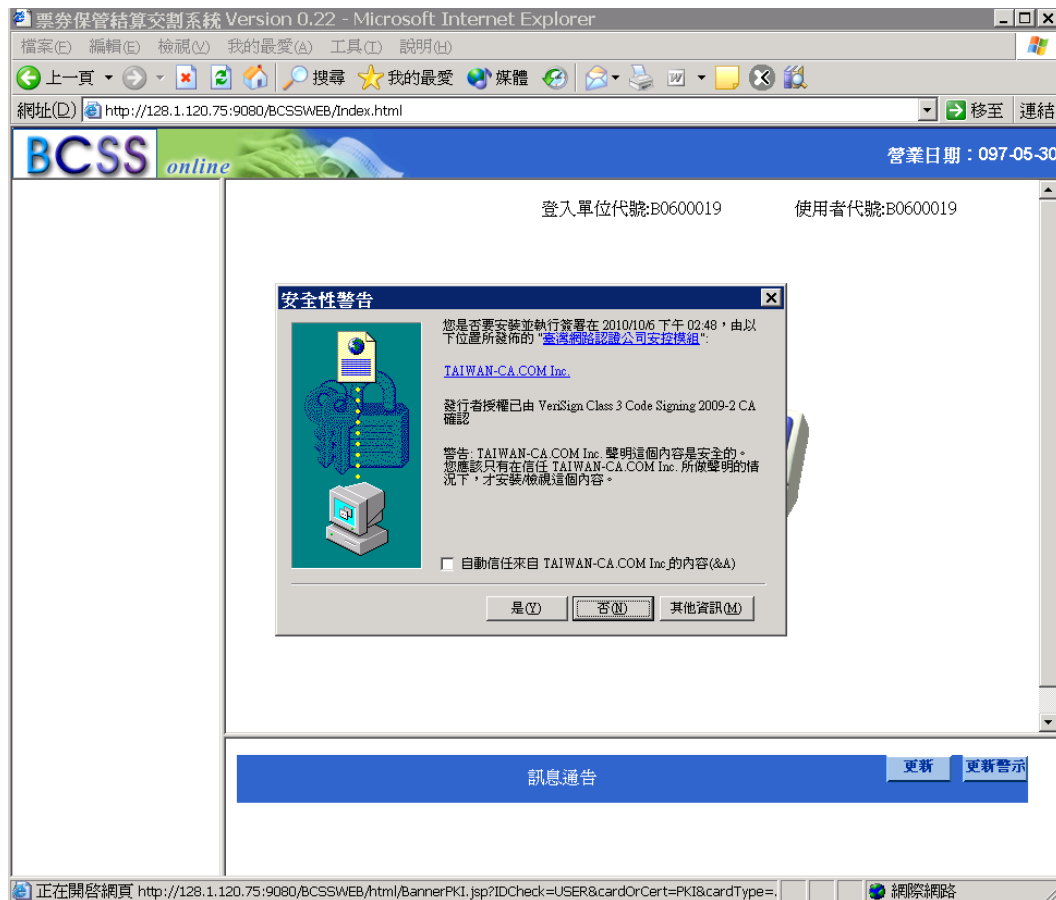 票券保管結算交割系統 Version 0.22 - Microsoft Internet Explorer
檔案(F) 編輯(E) 檢視(V) 我的最愛(A) 工具(T) 說明(H)
上一頁 搜尋 我的最愛 媒體
網址(D) http://128.1.120.75:9080/BCSSWEB/Index.html 移至 連結
BCSS online 營業日期：097-05-30
登入單位代號:B0600019 使用者代號:B0600019
安全性警告
您是否要安裝並執行簽署在 2010/10/6 下午 02:48，由以
下位置所發佈的 "臺灣網路認證公司安控模組":
TAIWAN-CA.COM Inc.
發行者授權已由 VeriSign Class 3 Code Signing 2009-2 CA
確認
警告: TAIWAN-CA.COM Inc. 聲明這個內容是安全的。
您應該只有在信任 TAIWAN-CA.COM Inc. 所做聲明的情
況下，才安裝/檢視這個內容。
自動信任來自 TAIWAN-CA.COM Inc.的內容(&A)
是(Y) 否(N) 其他資訊(M)
訊息通告 更新 更新警示
正在開啓網頁 http://128.1.120.75:9080/BCSSWEB/html/BannerPKI.jsp?IDCheck=USER&cardOrCert=PKI&cardType=. 網際網路